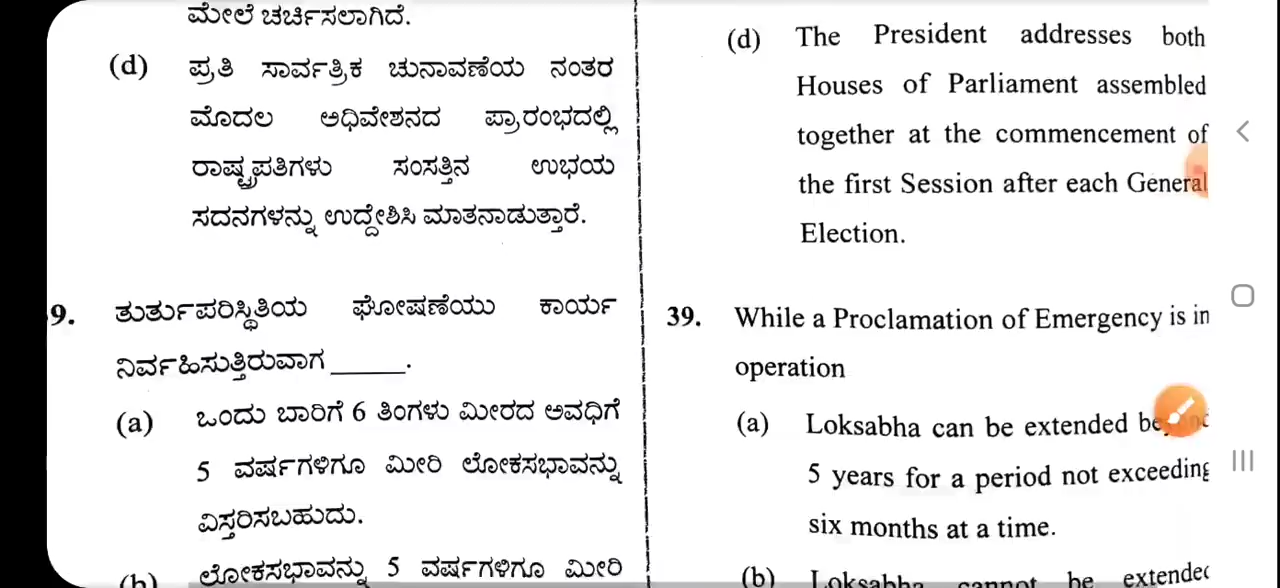 ಮೇಲೆ ಚರ್ಚಿಸಲಾಗಿದೆ.
(d) ಪ್ರತಿ ಸಾರ್ವತ್ರಿಕ ಚುನಾವಣೆಯ ನಂತರ
ಮೊದಲ ಅಧಿವೇಶನದ ಪ್ರಾರಂಭದಲ್ಲಿ
ರಾಷ್ಟ್ರಪತಿಗಳು ಸಂಸತ್ತಿನ ಉಭಯ
ಸದನಗಳನ್ನು ಉದ್ದೇಶಿಸಿ ಮಾತನಾಡುತ್ತಾರೆ.
9. ತುರ್ತುಪರಿಸ್ಥಿತಿಯ ಘೋಷಣೆಯು ಕಾರ್ಯ
ನಿರ್ವಹಿಸುತ್ತಿರುವಾಗ _____.
(a) ಒಂದು ಬಾರಿಗೆ 6 ತಿಂಗಳು ಮೀರದ ಅವಧಿಗೆ
5 ವರ್ಷಗಳಿಗೂ ಮೀರಿ ಲೋಕಸಭಾವನ್ನು
ವಿಸ್ತರಿಸಬಹುದು.
(b) ಲೋಕಸಭಾವನ್ನು 5 ವರ್ಷಗಳಿಗೂ ಮೀರಿ
(d) The President addresses both
Houses of Parliament assembled
together at the commencement of
the first Session after each General
Election.
39. While a Proclamation of Emergency is in
operation
(a) Loksabha can be extended
5 years for a period not exceeding
six months at a time.
(b) Loksabha cannot be extended